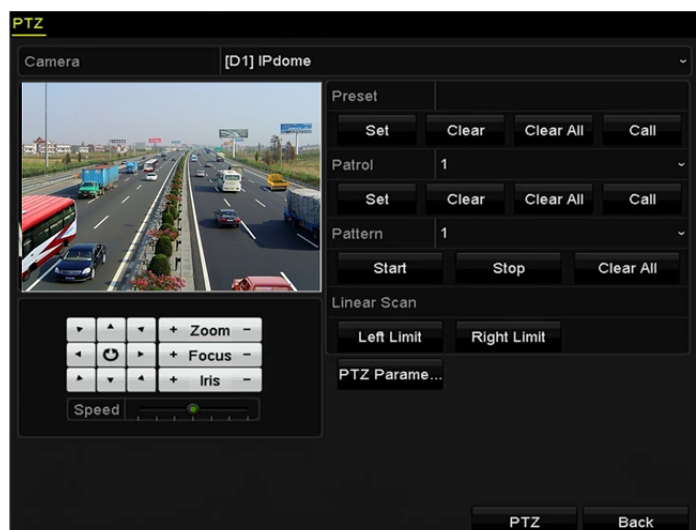 PTZ
Camera [D1] IPdome
Preset
Set Clear Clear All Call
Patrol 1
Set Clear Clear All Call
Pattern 1
Start Stop Clear All
Linear Scan
Left Limit Right Limit
PTZ Parame...
+ Zoom -
+ Focus -
+ Iris -
Speed
PTZ Back